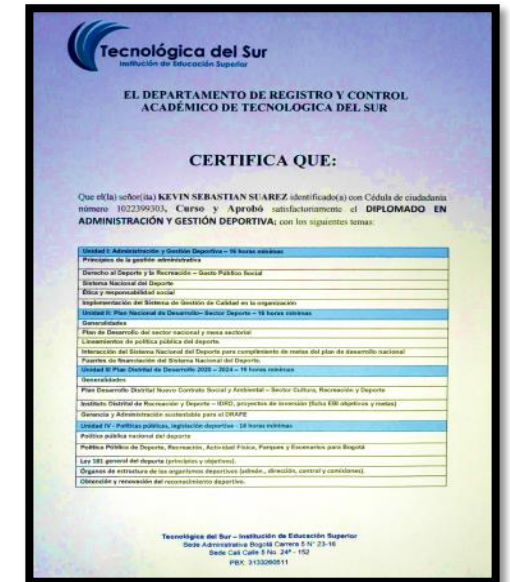 Tecnológica del Sur
Institución de Educación Superior
EL DEPARTAMENTO DE REGISTRO Y CONTROL
ACADÉMICO DE TECNOLOGICA DEL SUR
CERTIFICA QUE:
Que el(la) señor(ita) KEVIN SEBASTIAN SUAREZ identificado(a) con Cédula de ciudadanía
número 1022399303, Curso y Aprobó satisfactoriamente el DIPLOMADO EN
ADMINISTRACIÓN Y GESTIÓN DEPORTIVA; con los siguientes temas:
Unidad I: Administración y Gestión Deportiva – 16 horas mínimas
Principios de la gestión administrativa
Derecho al Deporte y la Recreación – Gasto Público Social
Sistema Nacional del Deporte
Ética y responsabilidad social
Implementación del Sistema de Gestión de Calidad en la organización
Unidad II: Plan Nacional de Desarrollo– Sector Deporte – 16 horas mínimas
Generalidades
Plan de Desarrollo del sector nacional y mesa sectorial
Lineamientos de política pública del deporte.
Interacción del Sistema Nacional del Deporte para cumplimiento de metas del plan de desarrollo nacional
Fuentes de financiación del Sistema Nacional del Deporte.
Unidad III Plan Distrital de Desarrollo 2020 – 2024 – 16 horas mínimas
Generalidades
Plan Desarrollo Distrital Nuevo Contrato Social y Ambiental – Sector Cultura, Recreación y Deporte
Instituto Distrital de Recreación y Deporte – IDRD, proyectos de inversión (ficha EBI objetivos y metas)
Gerencia y Administración sustentable para el DRAFE
Unidad IV - Políticas públicas, legislación deportiva - 16 horas mínimas
Política pública nacional del deporte
Política Pública de Deporte, Recreación, Actividad Física, Parques y Escenarios para Bogotá
Ley 181 general del deporte (principios y objetivos).
Órganos de estructura de los organismos deportivos (admón., dirección, control y comisiones).
Obtención y renovación del reconocimiento deportivo.
Tecnológica del Sur – Institución de Educación Superior
Sede Administrativa Bogotá Carrera 5 N° 23-16
Sede Cali Calle 5 No. 24ª - 152
PBX: 3133260511